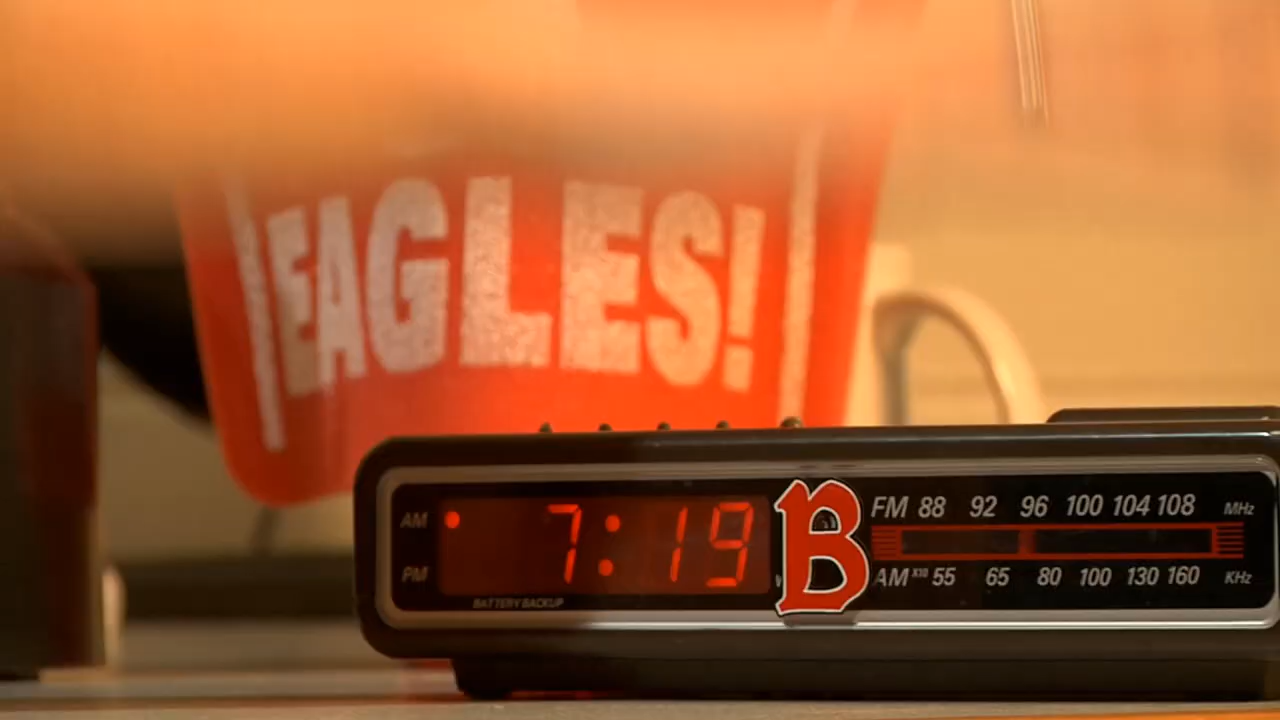 EAGLES!
AM 7:19 B FM 88 92 96 100 104 108 MHz
PM AM X10 55 65 80 100 130 160 KHz
BATTERY BACKUP